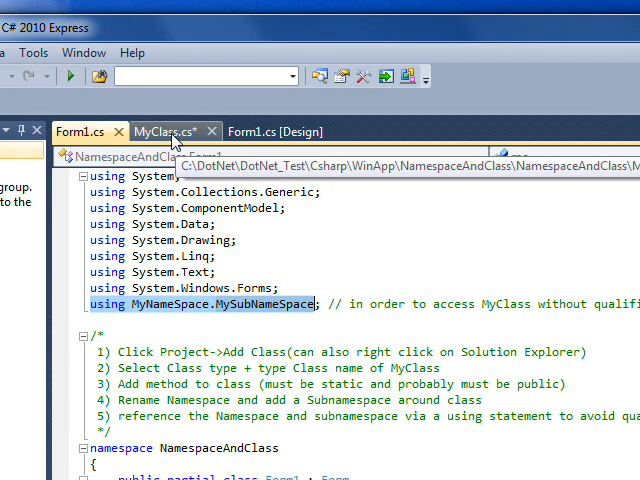 C# 2010 Express
Tools Window Help
Form1.cs MyClass.cs* Form1.cs [Design]
NamespaceAndClass.Form1
C:\DotNet\DotNet_Test\Csharp\WinApp\NamespaceAndClass\NamespaceAndClass\M
group.
to the
using System;
using System.Collections.Generic;
using System.ComponentModel;
using System.Data;
using System.Drawing;
using System.Linq;
using System.Text;
using System.Windows.Forms;
using MyNameSpace.MySubNameSpace; // in order to access MyClass without qualifi
/*
1) Click Project->Add Class(can also right click on Solution Explorer)
2) Select Class type + type Class name of MyClass
3) Add method to class (must be static and probably must be public)
4) Rename Namespace and add a Subnamespace around class
5) reference the Namespace and subnamespace via a using statement to avoid qua
*/
namespace NamespaceAndClass
{
public partial class Form1 : Form